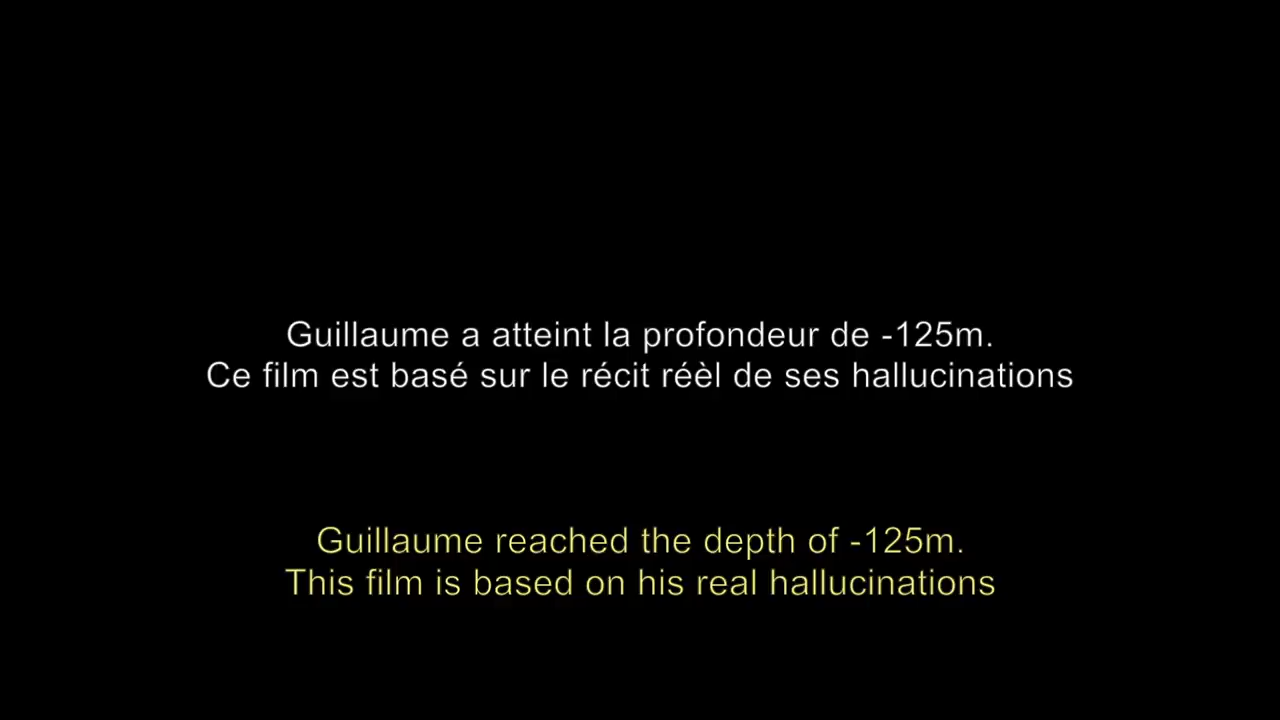 Guillaume a atteint la profondeur de -125m.
Ce film est basé sur le récit réèl de ses hallucinations
Guillaume reached the depth of -125m.
This film is based on his real hallucinations